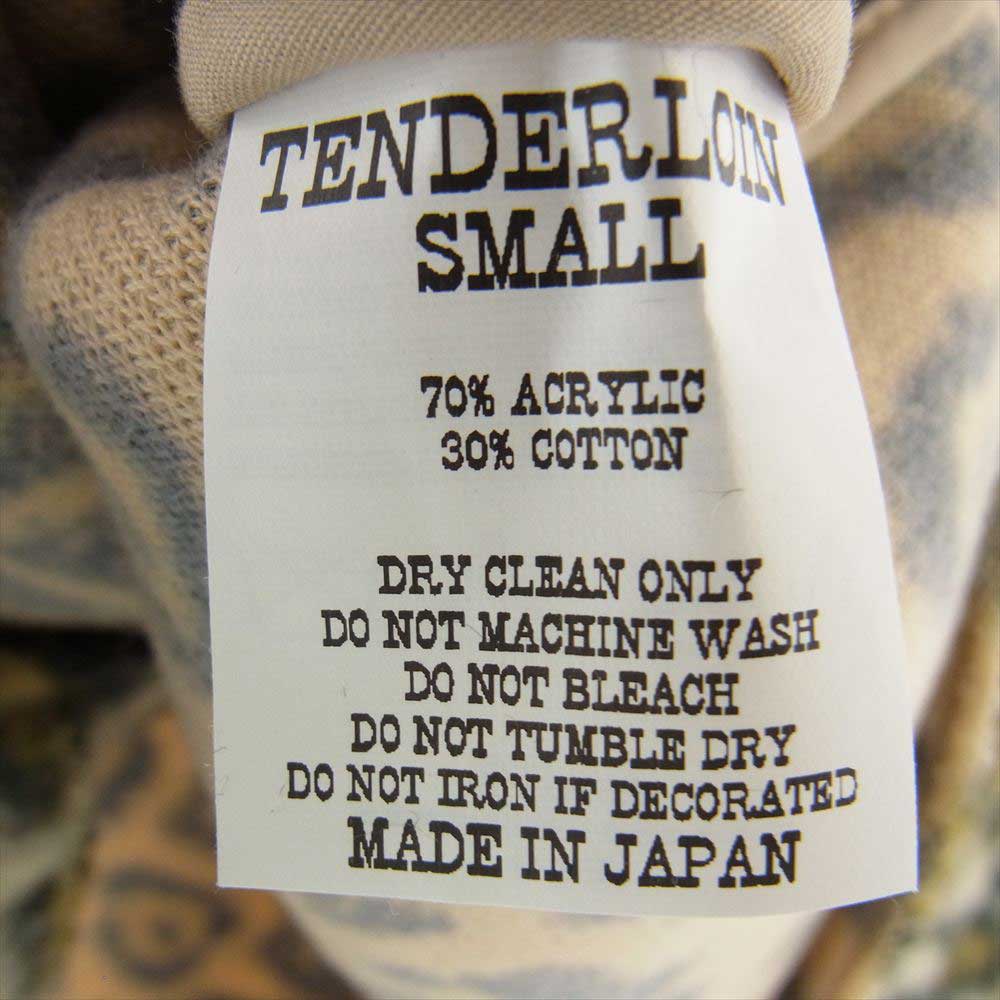 TENDERLOIN
SMALL
70% ACRYLIC
30% COTTON
DRY CLEAN ONLY
DO NOT MACHINE WASH
DO NOT BLEACH
DO NOT TUMBLE DRY
DO NOT IRON IF DECORATED
MADE IN JAPAN